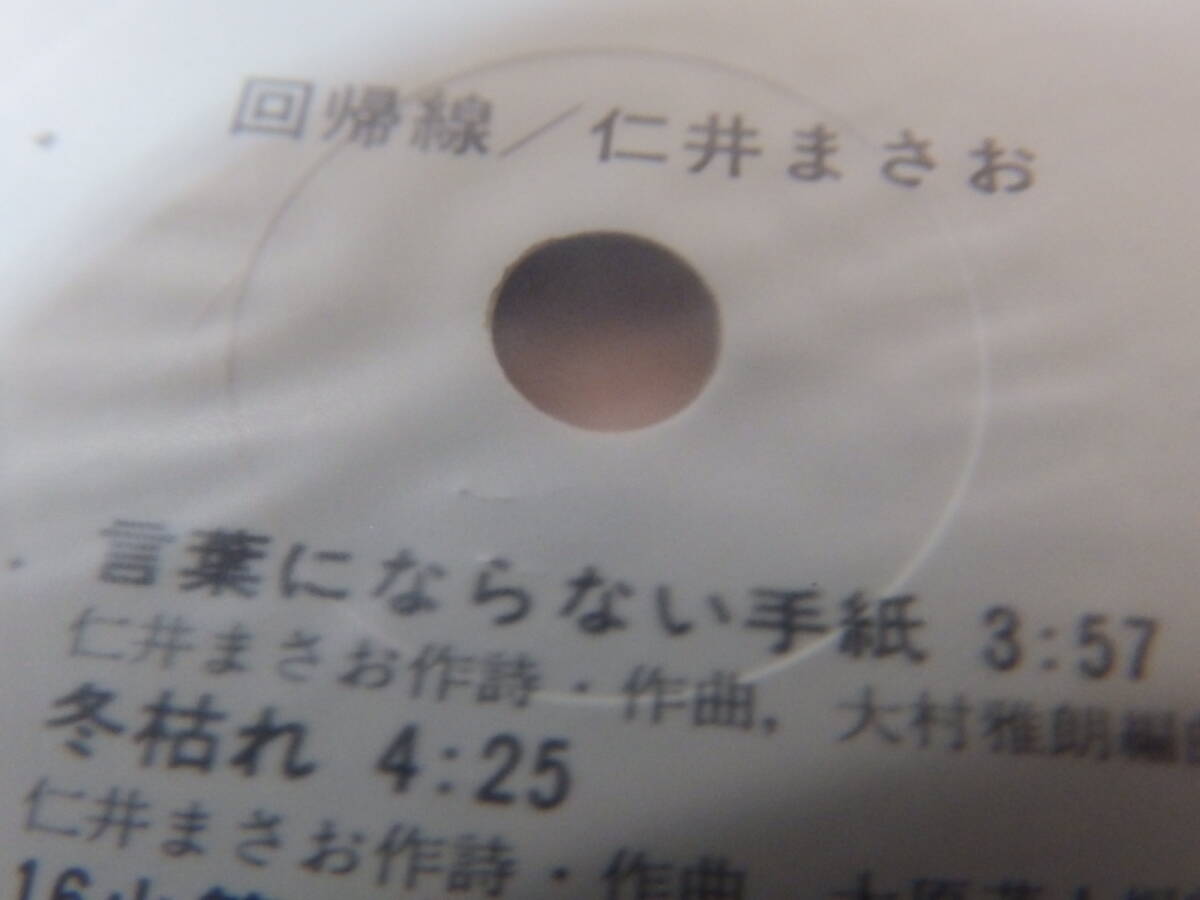 回帰線／仁井まさお
言葉にならない手紙 3:57
仁井まさお作詩・作曲, 大村雅朗編
冬枯れ 4:25
仁井まさお作詩・作曲
16